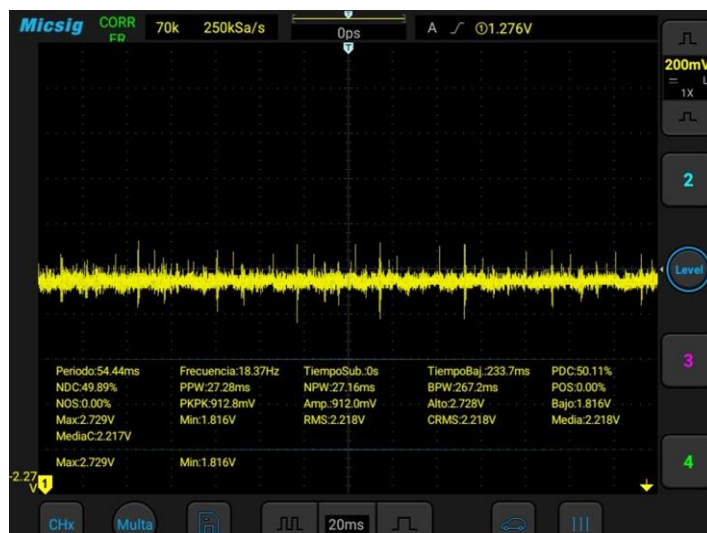 Micsig CORR 70k 250kSa/s 0ps A ①1.276V
ER
T
T
200mV
L
1X
2
Level
Periodo:54.44ms Frecuencia:18.37Hz TiempoSub.:0s TiempoBaj.:233.7ms PDC:50.11%
NDC:49.89% PPW:27.28ms NPW:27.16ms BPW:267.2ms POS:0.00%
NOS:0.00% PKPK:912.8mV Amp.:912.0mV Alto:2.728V Bajo:1.816V
Max:2.729V Min:1.816V RMS:2.218V CRMS:2.218V Media:2.218V
MediaC:2.217V
3
Max:2.729V Min:1.816V
4
-2.27
V 1
CHx Multa 20ms